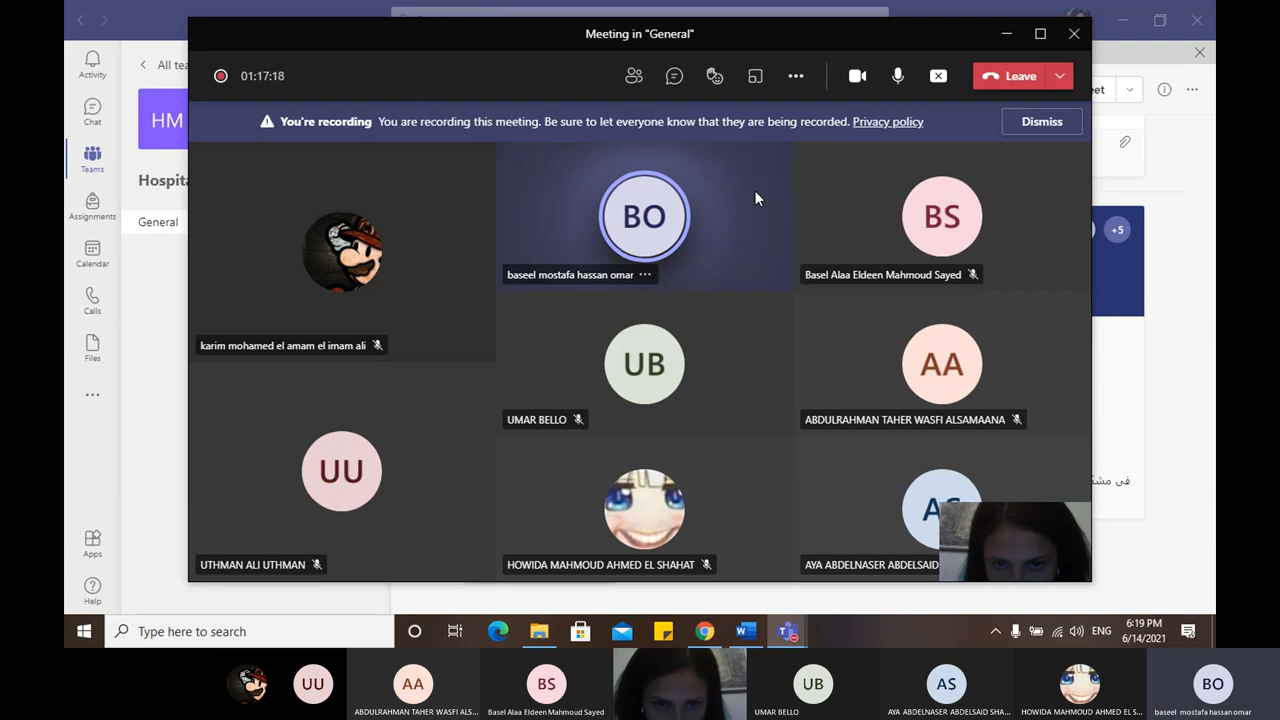 Meeting in "General"
Activity
Chat
Teams
Assignments
Calendar
Calls
Files
Apps
Help
All tea
HM
Hospita
General
01:17:18
Leave
et
You're recording You are recording this meeting. Be sure to let everyone know that they are being recorded. Privacy policy
Dismiss
BO
baseel mostafa hassan omar
BS
Basel Alaa Eldeen Mahmoud Sayed
+5
karim mohamed el amam el imam ali
UB
UMAR BELLO
AA
ABDULRAHMAN TAHER WASFI ALSAMAANA
UU
UTHMAN ALI UTHMAN
HOWIDA MAHMOUD AHMED EL SHAHAT
AS
AYA ABDELNASER ABDELSAID
في مشك
Type here to search
ENG
6:19 PM
6/14/2021
UU
AA
ABDULRAHMAN TAHER WASFI ALS...
BS
Basel Alaa Eldeen Mahmoud Sayed
UB
UMAR BELLO
AS
AYA ABDELNASER ABDELSAID SHA...
HOWIDA MAHMOUD AHMED EL S...
BO
baseel mostafa hassan omar